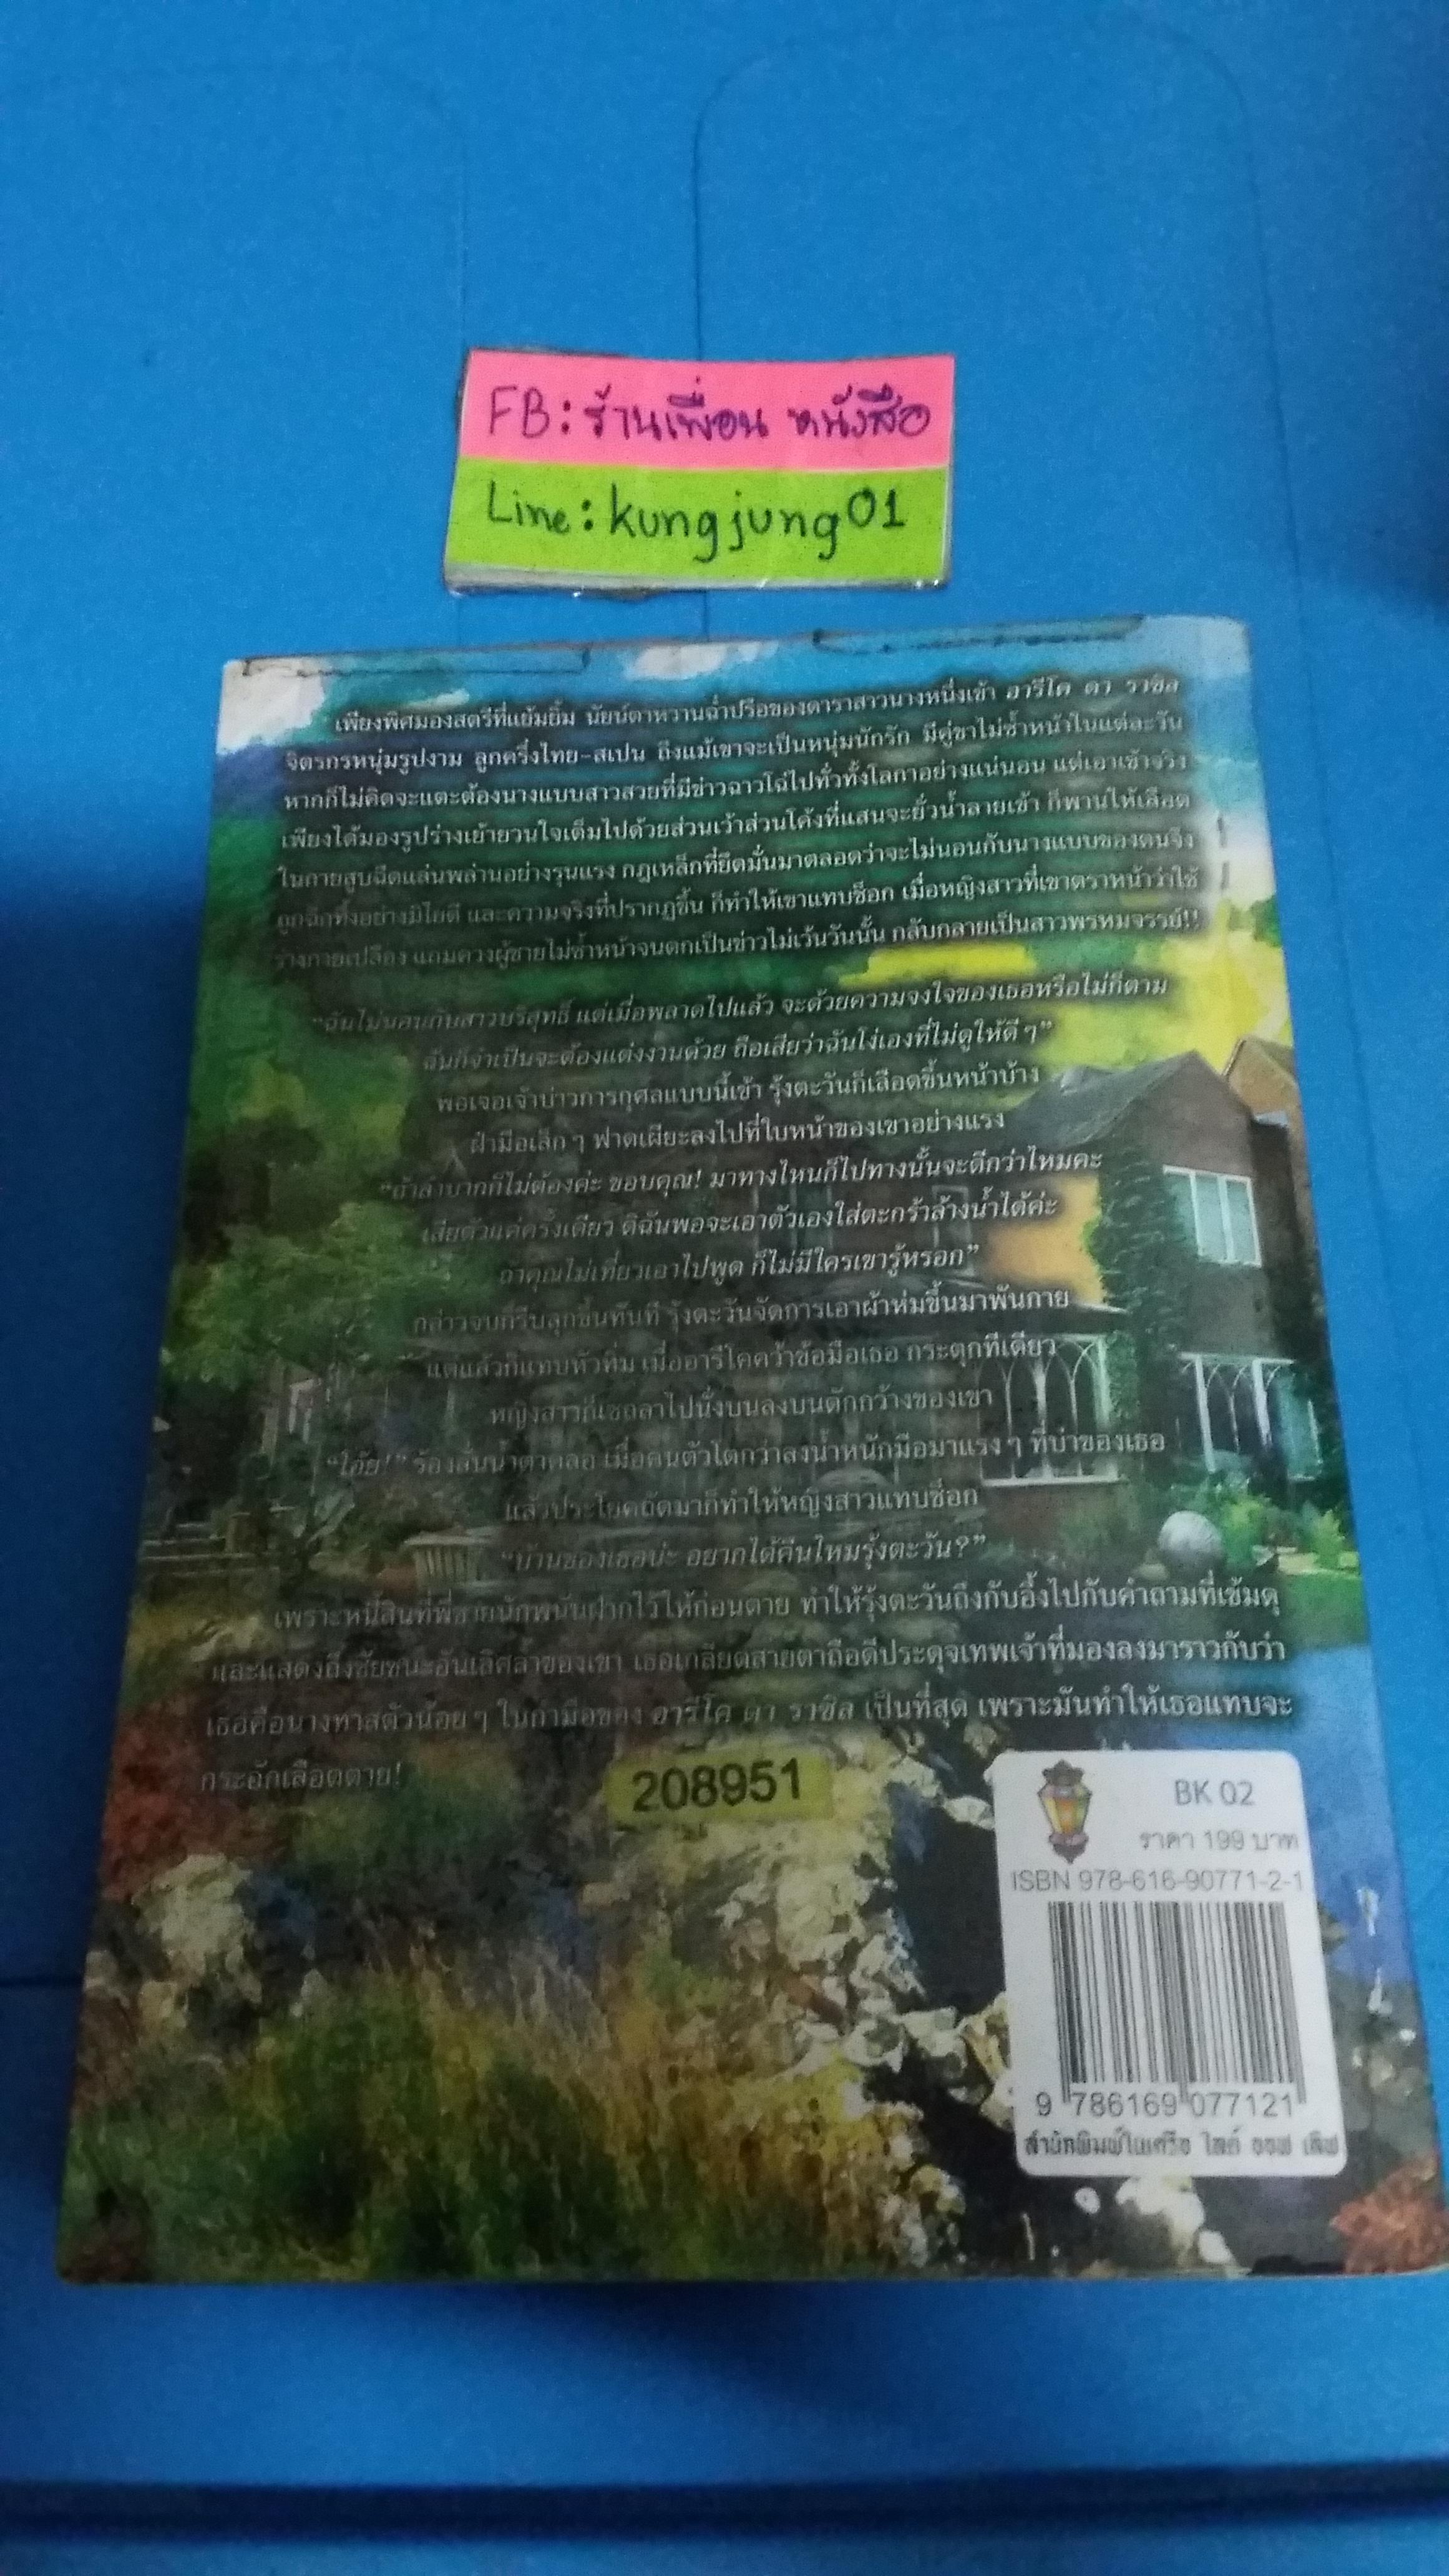 FB: ร้านเพื่อน หนังสือ
Line: kungjung01
เพียงพิศมองสตรีที่แย้มยิ้ม นัยน์ตาหวานฉ่ำปรือของดาราสาวนางหนึ่งเข้า อารีโค ดา ราซิล
จิตรกรหนุ่มรูปงาม ลูกครึ่งไทย-สเปน ถึงแม้เขาจะเป็นหนุ่มนักรัก มีคู่ขาไม่ซ้ำหน้าในแต่ละวัน
หากก็ไม่คิดจะแตะต้องนางแบบสาวสวยที่มีข่าวฉาวโฉ่ไปทั่วทั้งโลกาอย่างแน่นอน แต่เอาเข้าจริง
เพียงได้มองรูปร่างเย้ายวนใจเต็มไปด้วยส่วนเว้าส่วนโค้งที่แสนจะยั่วน้ำลายเข้า ก็พานให้เลือด
ในกายสูบฉีดแล่นพล่านอย่างรุนแรง กฎเหล็กที่ยึดมั่นมาตลอดว่าจะไม่นอนกับนางแบบของตนจึง
ถูกฉีกทิ้งอย่างมิไยดี และความจริงที่ปรากฏขึ้น ก็ทำให้เขาแทบช็อก เมื่อหญิงสาวที่เขาตราหน้าว่าใช้
ร่างกายเปลือง แถมควงผู้ชายไม่ซ้ำหน้าจนตกเป็นข่าวไม่เว้นวันนั้น กลับกลายเป็นสาวพรหมจรรย์!!
“ฉันไม่นอนกับสาวบริสุทธิ์ แต่เมื่อพลาดไปแล้ว จะด้วยความจงใจของเธอหรือไม่ก็ตาม
ฉันก็จำเป็นจะต้องแต่งงานด้วย ถือเสียว่าฉันโง่เองที่ไม่ดูให้ดีๆ”
พอเจอเจ้าบ่าวการกุศลแบบนี้เข้า รุ้งตะวันก็เลือดขึ้นหน้าบ้าง
ฝ่ามือเล็กๆ ฟาดเผียะลงไปที่ใบหน้าของเขาอย่างแรง
“ถ้าลำบากก็ไม่ต้องค่ะ ขอบคุณ! มาทางไหนก็ไปทางนั้นจะดีกว่าไหมคะ
เสียตัวแค่ครั้งเดียว ดิฉันพอจะเอาตัวเองใส่ตะกร้าล้างน้ำได้ค่ะ
ถ้าคุณไม่เที่ยวเอาไปพูด ก็ไม่มีใครเขารู้หรอก”
กล่าวจบก็รีบลุกขึ้นทันที รุ้งตะวันจัดการเอาผ้าห่มขึ้นมาพันกาย
แต่แล้วก็แทบหัวทิ่ม เมื่ออารีโคคว้าข้อมือเธอ กระตุกทีเดียว
หญิงสาวก็เซถลาไปนั่งบนลงบนตักกว้างของเขา
“โอ๊ย!” ร้องลั่นน้ำตาคลอ เมื่อคนตัวโตกว่าลงน้ำหนักมือมาแรงๆ ที่บ่าของเธอ
แล้วประโยคถัดมาก็ทำให้หญิงสาวแทบช็อก
“บ้านของเธอน่ะ อยากได้คืนไหมรุ้งตะวัน?”
เพราะหนี้สินที่พี่ชายนักพนันฝากไว้ให้ก่อนตาย ทำให้รุ้งตะวันถึงกับอึ้งไปกับคำถามที่เข้มดุ
และแสดงถึงชัยชนะอันเลิศล้ำของเขา เธอเกลียดสายตาถือดีประดุจเทพเจ้าที่มองลงมาราวกับว่า
เธอคือนางทาสตัวน้อยๆ ในกำมือของ อารีโค ดา ราซิล เป็นที่สุด เพราะมันทำให้เธอแทบจะ
กระอักเลือดตาย!
208951
BK 02
ราคา 199 บาท
ISBN 978-616-90771-2-1
9 786169 077121
สำนักพิมพ์ในเครือ ไลต์ ออฟ เลิฟ